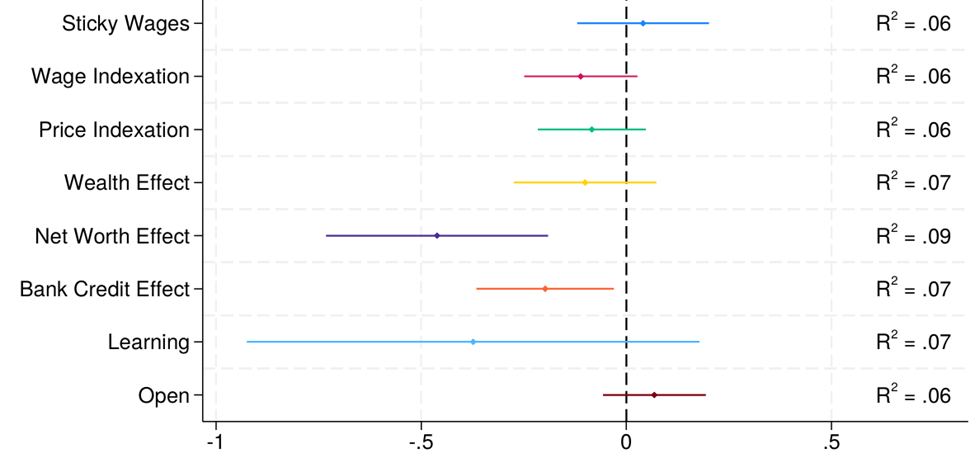 Sticky Wages R² = .06
Wage Indexation R² = .06
Price Indexation R² = .06
Wealth Effect R² = .07
Net Worth Effect R² = .09
Bank Credit Effect R² = .07
Learning R² = .07
Open R² = .06
-1 -.5 0 .5